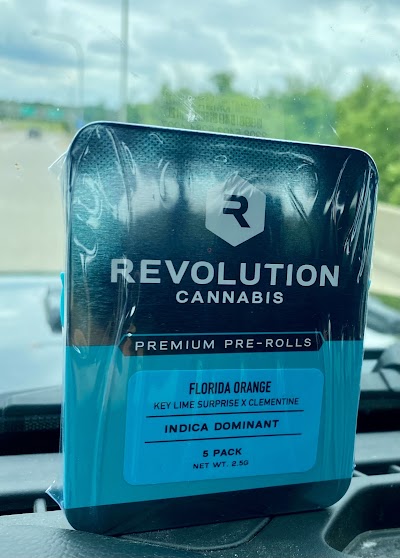 R
REVOLUTION
CANNABIS
PREMIUM PRE-ROLLS
FLORIDA ORANGE
KEY LIME SURPRISE X CLEMENTINE
INDICA DOMINANT
5 PACK
NET WT. 2.5G